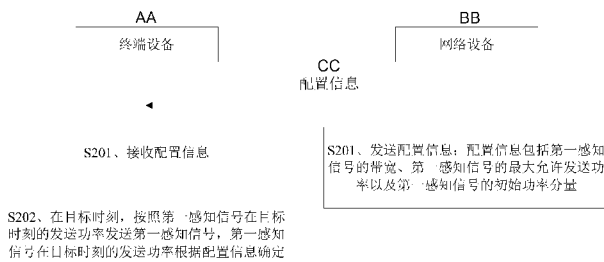 AA
BB
终端设备
网络设备
CC
配置信息
S201、接收配置信息
S201、发送配置信息；配置信息包括第一感知
信号的带宽、第一感知信号的最大允许发送功
率以及第一感知信号的初始功率分量
S202、在目标时刻，按照第一感知信号在目标
时刻的发送功率发送第一感知信号，第一感知
信号在目标时刻的发送功率根据配置信息确定